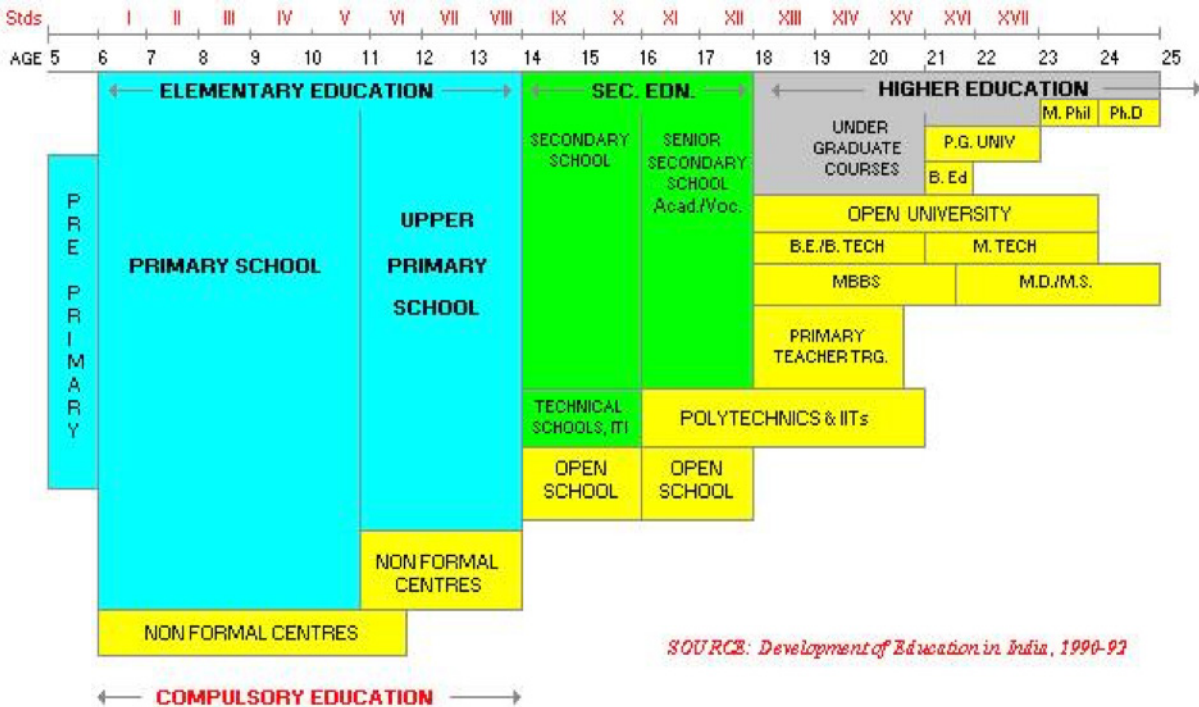 Stds I II III IV V VI VII VIII IX X XI XII XIII XIV XV XVI XVII
AGE 5 6 7 8 9 10 11 12 13 14 15 16 17 18 19 20 21 22 23 24 25
ELEMENTARY EDUCATION
SEC. EDN.
HIGHER EDUCATION
PRE PRIMARY
PRIMARY SCHOOL
UPPER
PRIMARY
SCHOOL
NON FORMAL
CENTRES
NON FORMAL CENTRES
SECONDARY
SCHOOL
SENIOR
SECONDARY
SCHOOL
Acad./Voc.
TECHNICAL
SCHOOLS, ITI
OPEN
SCHOOL
OPEN
SCHOOL
UNDER
GRADUATE
COURSES
M. Phil
Ph.D
P.G. UNIV
B. Ed
OPEN UNIVERSITY
B.E./B. TECH
M. TECH
MBBS
M.D./M.S.
PRIMARY
TEACHER TRG.
POLYTECHNICS & IITs
SOURCE: Development of Education in India, 1990-92
COMPULSORY EDUCATION